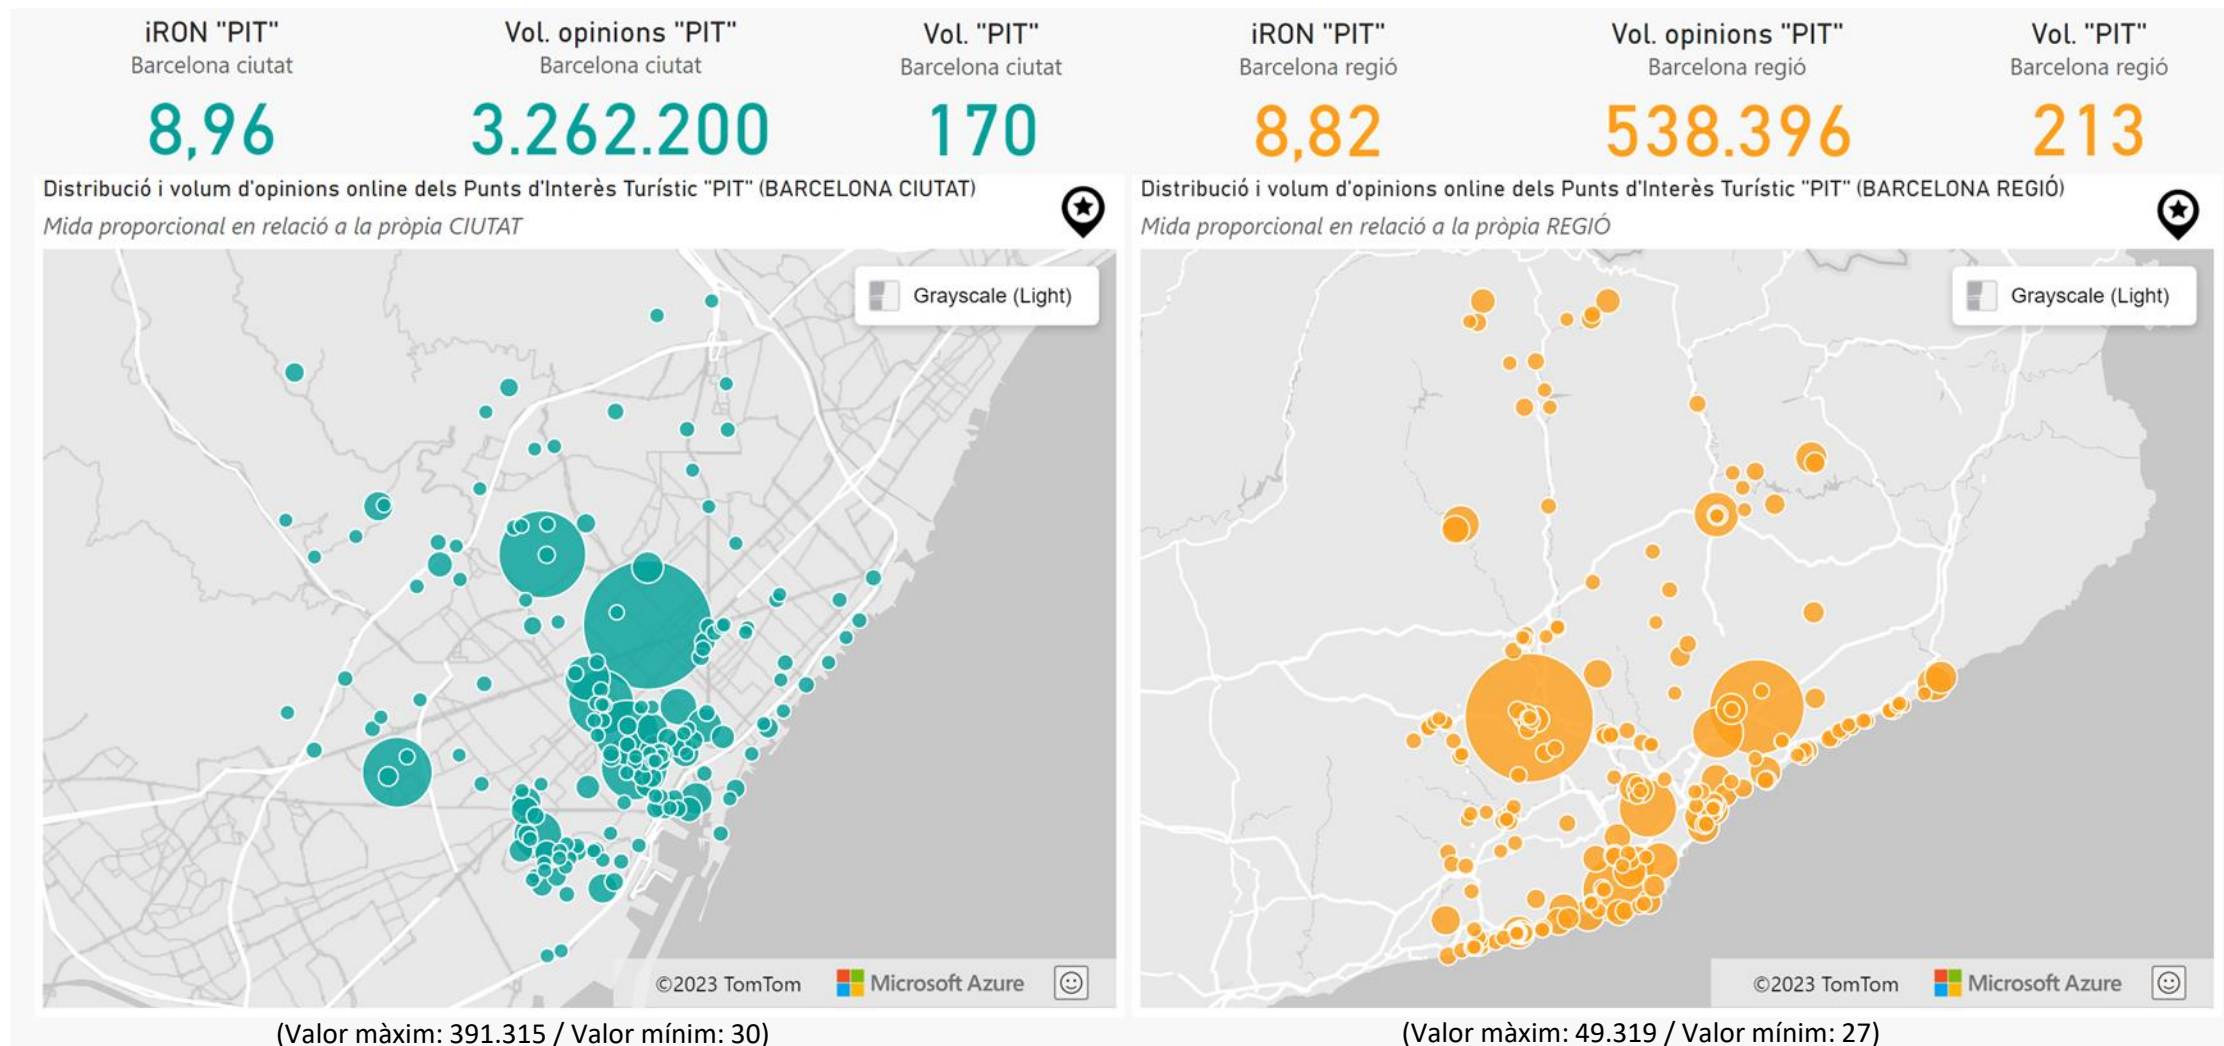 iRON "PIT"
Barcelona ciutat
8,96
Vol. opinions "PIT"
Barcelona ciutat
3.262.200
Vol. "PIT"
Barcelona ciutat
170
iRON "PIT"
Barcelona regió
8,82
Vol. opinions "PIT"
Barcelona regió
538.396
Vol. "PIT"
Barcelona regió
213
Distribució i volum d'opinions online dels Punts d'Interès Turístic "PIT" (BARCELONA CIUTAT)
Mida proporcional en relació a la pròpia CIUTAT
Grayscale (Light)
©2023 TomTom
Microsoft Azure
(Valor màxim: 391.315 / Valor mínim: 30)
Distribució i volum d'opinions online dels Punts d'Interès Turístic "PIT" (BARCELONA REGIÓ)
Mida proporcional en relació a la pròpia REGIÓ
Grayscale (Light)
©2023 TomTom
Microsoft Azure
(Valor màxim: 49.319 / Valor mínim: 27)